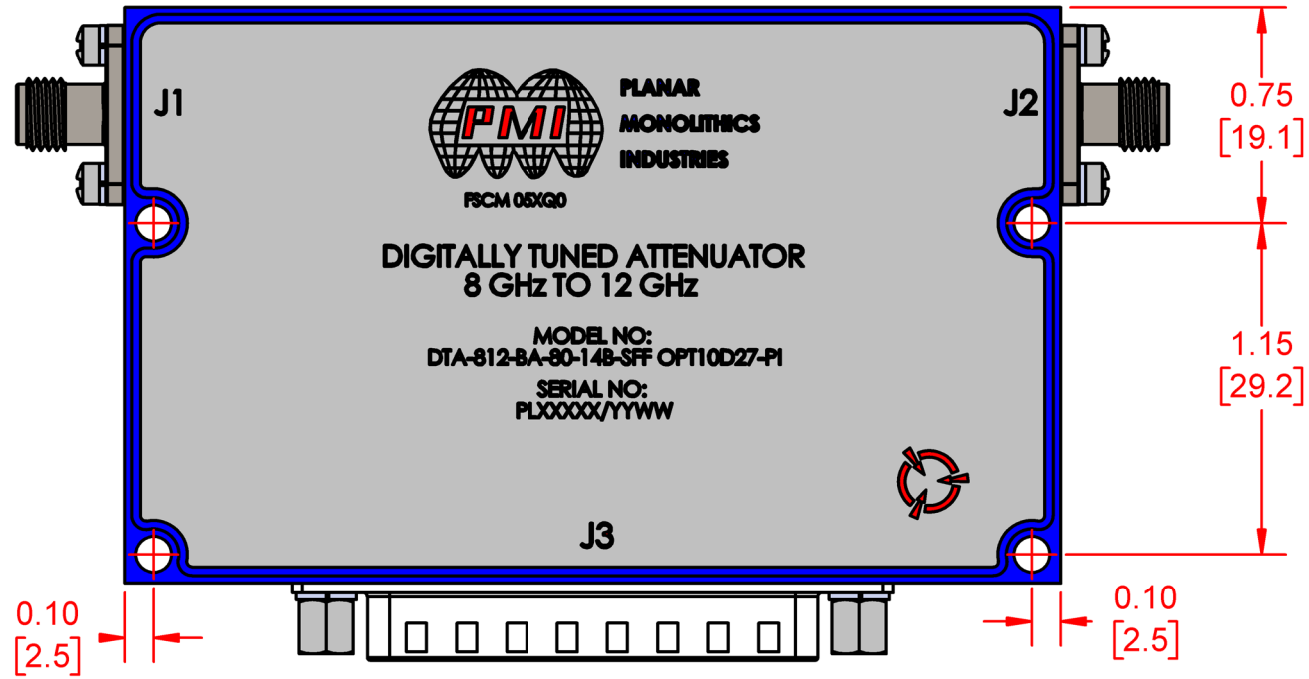 J1
PMI
PLANAR
MONOLITHICS
INDUSTRIES
FSCM 05XQ0
J2
0.75
[19.1]
DIGITALLY TUNED ATTENUATOR
8 GHz TO 12 GHz
MODEL NO:
DTA-812-BA-80-14B-SFF OPT10D27-PI
SERIAL NO:
PLXXXXX/YYWW
1.15
[29.2]
J3
0.10
[2.5]
0.10
[2.5]